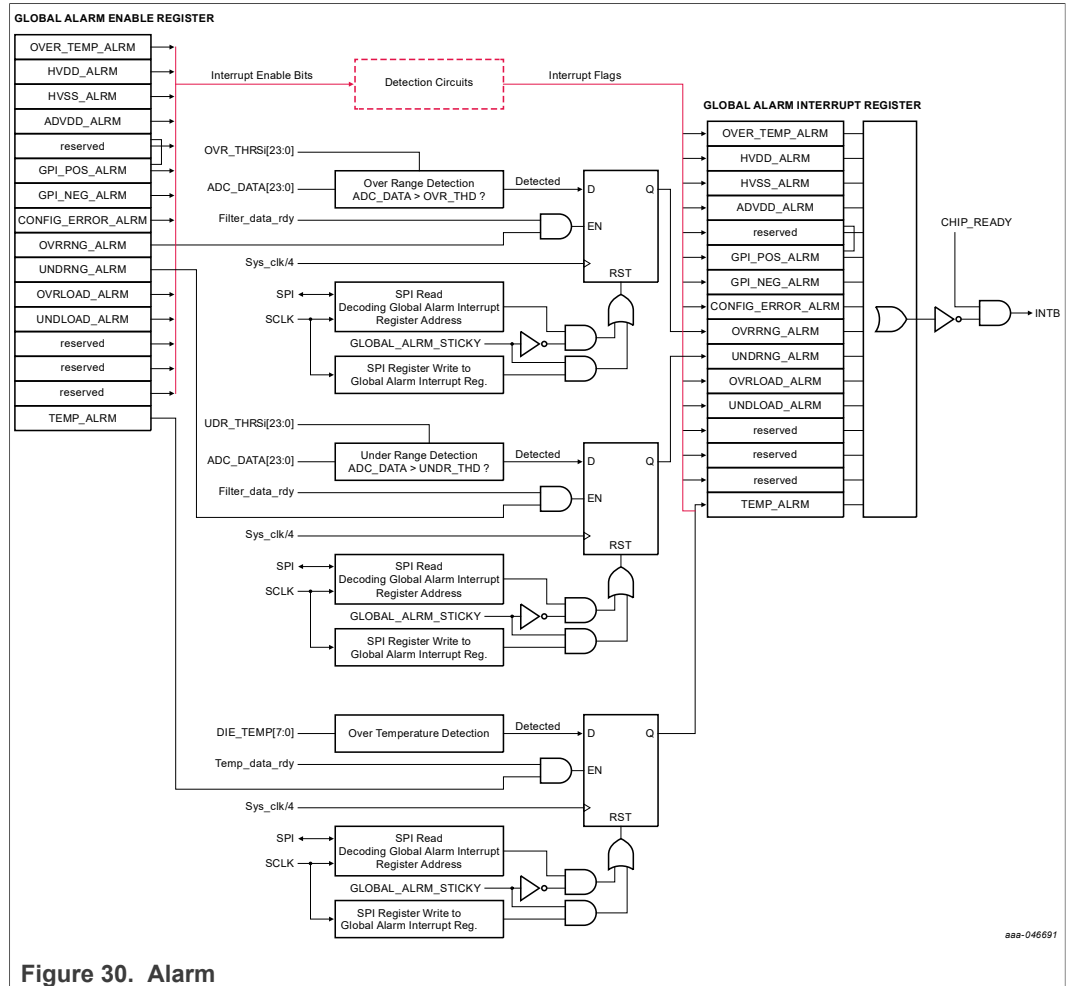 GLOBAL ALARM ENABLE REGISTER
OVER_TEMP_ALRM
HVDD_ALRM
HVSS_ALRM
ADVDD_ALRM
reserved
GPI_POS_ALRM
GPI_NEG_ALRM
CONFIG_ERROR_ALRM
OVRRNG_ALRM
UNDRNG_ALRM
OVRLOAD_ALRM
UNDLOAD_ALRM
reserved
reserved
reserved
TEMP_ALRM
Interrupt Enable Bits
Detection Circuits
Interrupt Flags
OVR_THRSi[23:0]
ADC_DATA[23:0]
Over Range Detection
ADC_DATA > OVR_THD ?
Detected
Filter_data_rdy
Sys_clk/4
D
Q
EN
RST
SPI
SCLK
SPI Read
Decoding Global Alarm Interrupt
Register Address
GLOBAL_ALRM_STICKY
SPI Register Write to
Global Alarm Interrupt Reg.
UDR_THRSi[23:0]
ADC_DATA[23:0]
Under Range Detection
ADC_DATA > UNDR_THD ?
Detected
Filter_data_rdy
Sys_clk/4
D
Q
EN
RST
SPI
SCLK
SPI Read
Decoding Global Alarm Interrupt
Register Address
GLOBAL_ALRM_STICKY
SPI Register Write to
Global Alarm Interrupt Reg.
DIE_TEMP[7:0]
Over Temperature Detection
Detected
Temp_data_rdy
Sys_clk/4
D
Q
EN
RST
SPI
SCLK
SPI Read
Decoding Global Alarm Interrupt
Register Address
GLOBAL_ALRM_STICKY
SPI Register Write to
Global Alarm Interrupt Reg.
GLOBAL ALARM INTERRUPT REGISTER
OVER_TEMP_ALRM
HVDD_ALRM
HVSS_ALRM
ADVDD_ALRM
reserved
GPI_POS_ALRM
GPI_NEG_ALRM
CONFIG_ERROR_ALRM
OVRRNG_ALRM
UNDRNG_ALRM
OVRLOAD_ALRM
UNDLOAD_ALRM
reserved
reserved
reserved
TEMP_ALRM
CHIP_READY
INTB
aaa-046691
Figure 30. Alarm